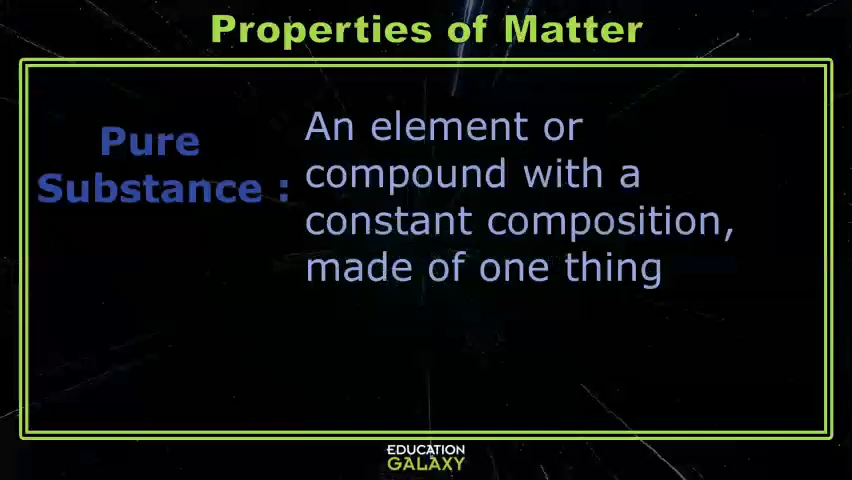 Properties of Matter
Pure
Substance :
An element or
compound with a
constant composition,
made of one thing
EDUCATION
GALAXY